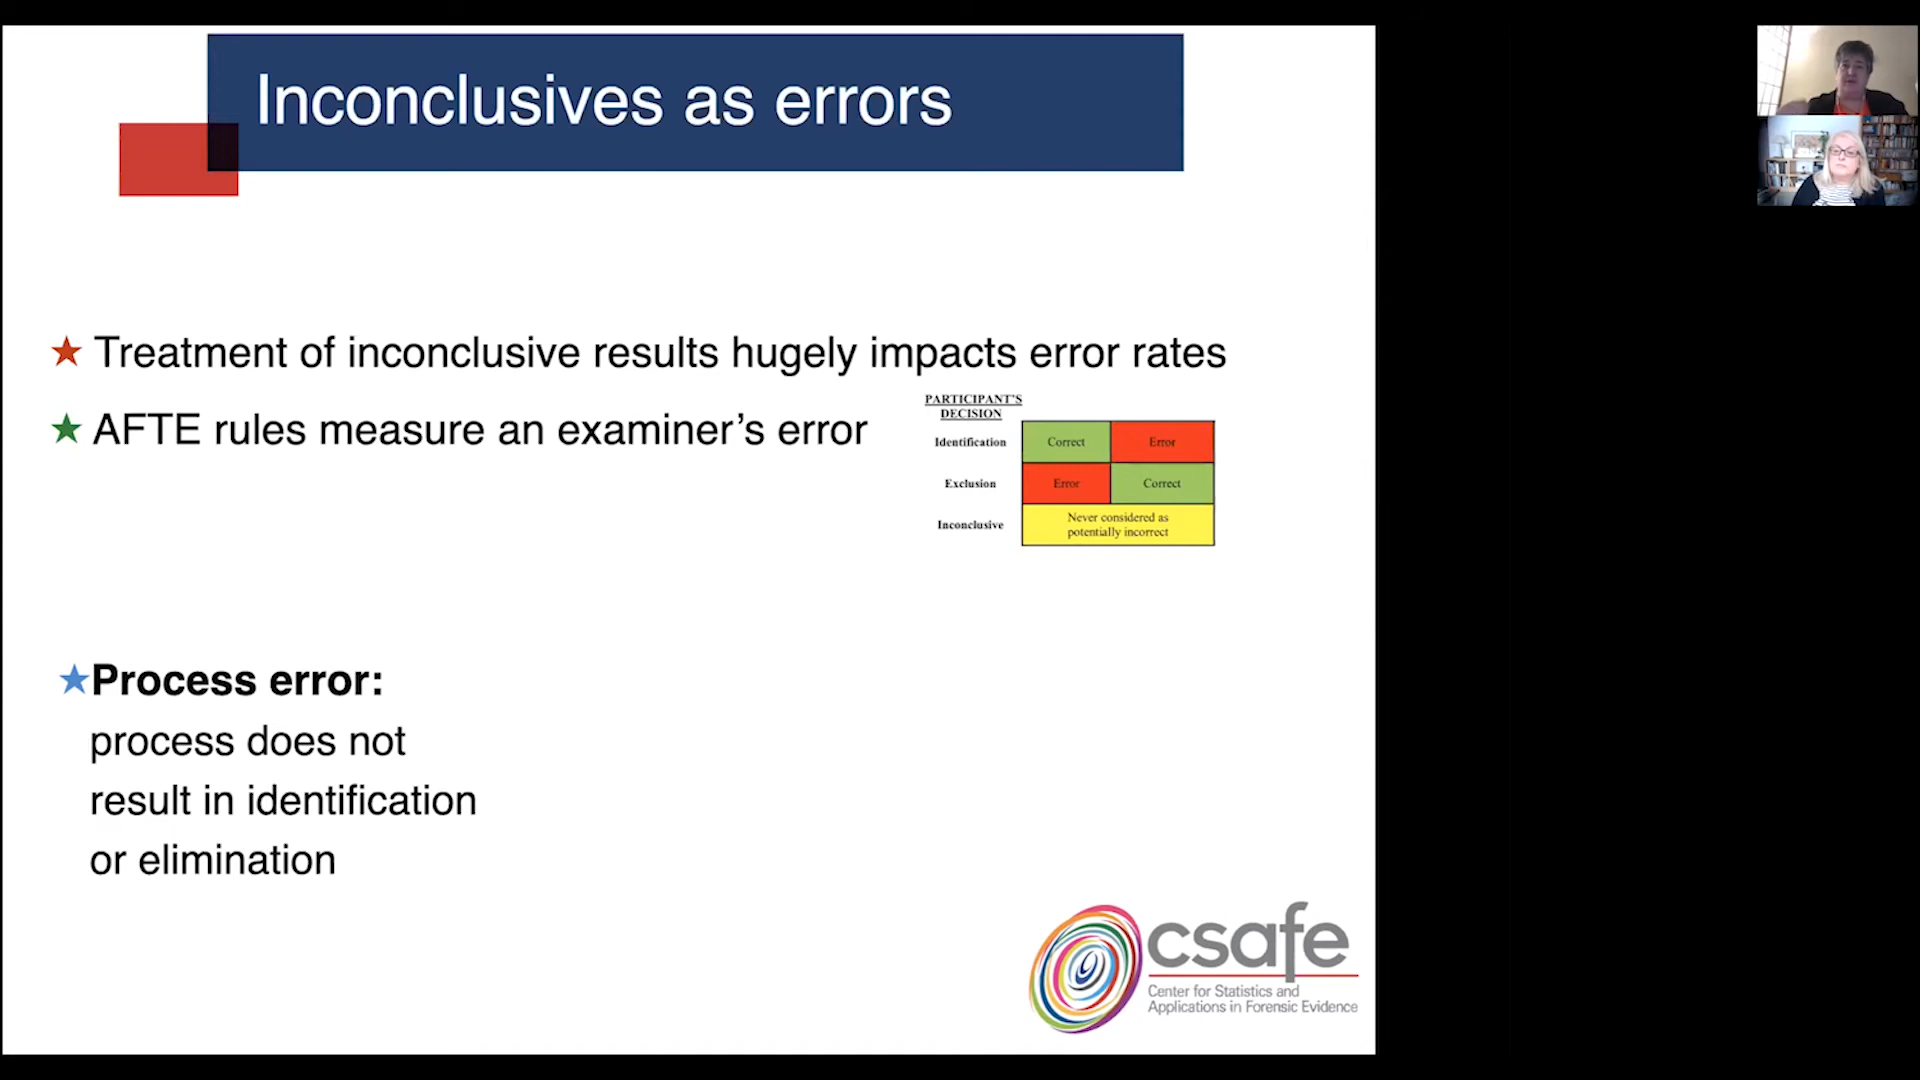 Inconclusives as errors
★ Treatment of inconclusive results hugely impacts error rates
★ AFTE rules measure an examiner’s error
PARTICIPANT'S
DECISION
Identification Correct Error
Exclusion Error Correct
Inconclusive Never considered as
potentially incorrect
★Process error:
process does not
result in identification
or elimination
csafe
Center for Statistics and
Applications in Forensic Evidence